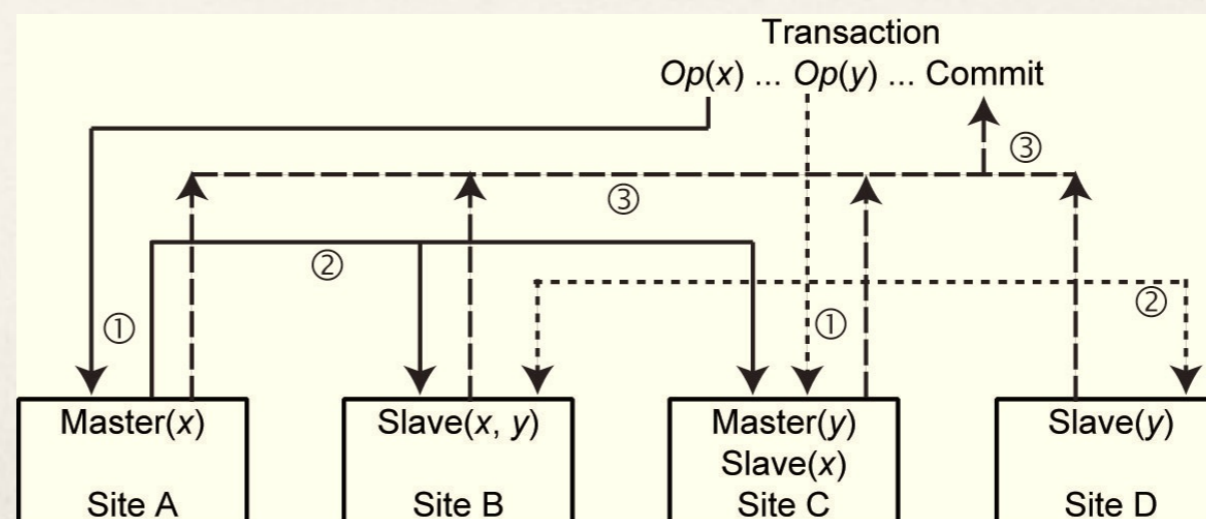 Transaction
Op(x) ... Op(y) ... Commit
③
③
②
②
①
①
Master(x)
Site A
Slave(x, y)
Site B
Master(y)
Slave(x)
Site C
Slave(y)
Site D